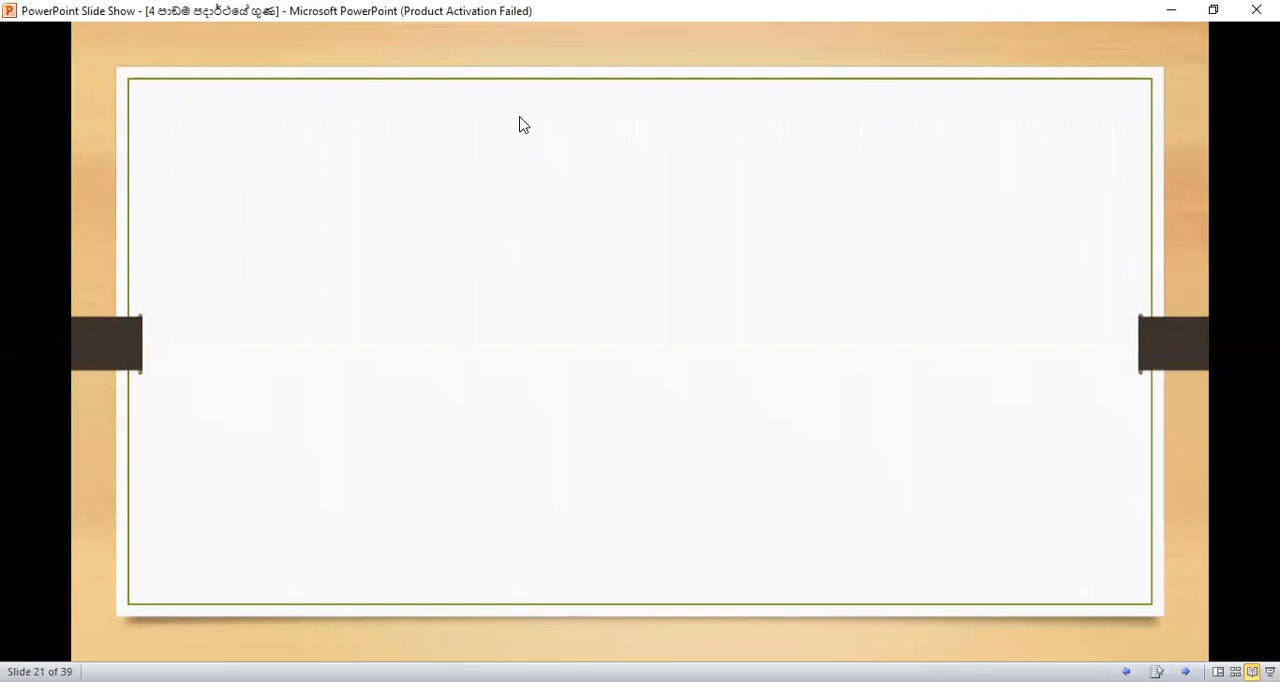 PowerPoint Slide Show - [4 පාඩම පදාර්ථයේ ගුණ] - Microsoft PowerPoint (Product Activation Failed)
Slide 21 of 39